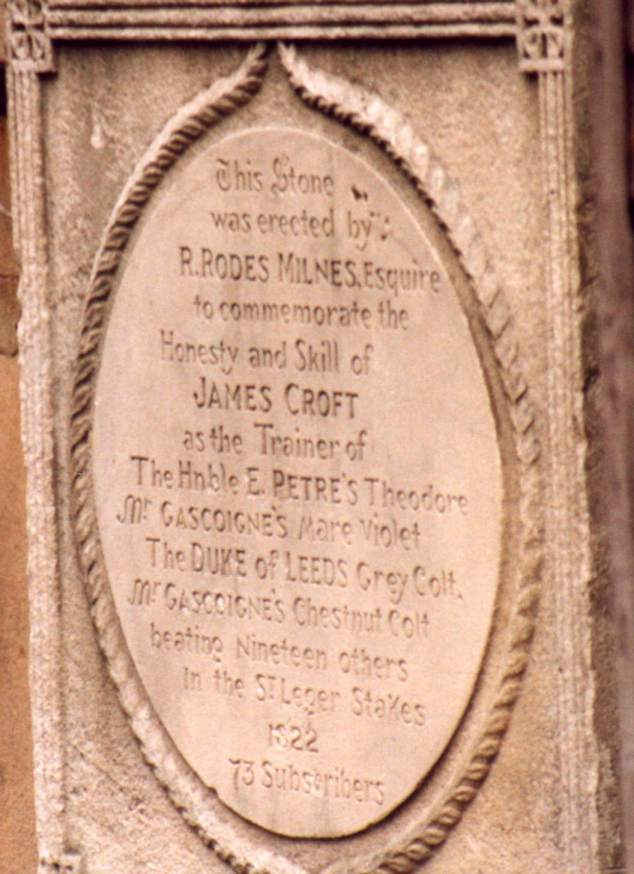 This Stone
was erected by
R. RODES MILNES, Esquire
to commemorate the
Honesty and Skill of
JAMES CROFT
as the Trainer of
The Hnble E. PETRE'S Theodore
Mr GASCOIGNE'S Mare Violet
The DUKE of LEEDS Grey Colt.
Mr GASCOIGNE'S Chestnut Colt
beating Nineteen others
in the ST Leger Stakes
1822
73 Subscribers